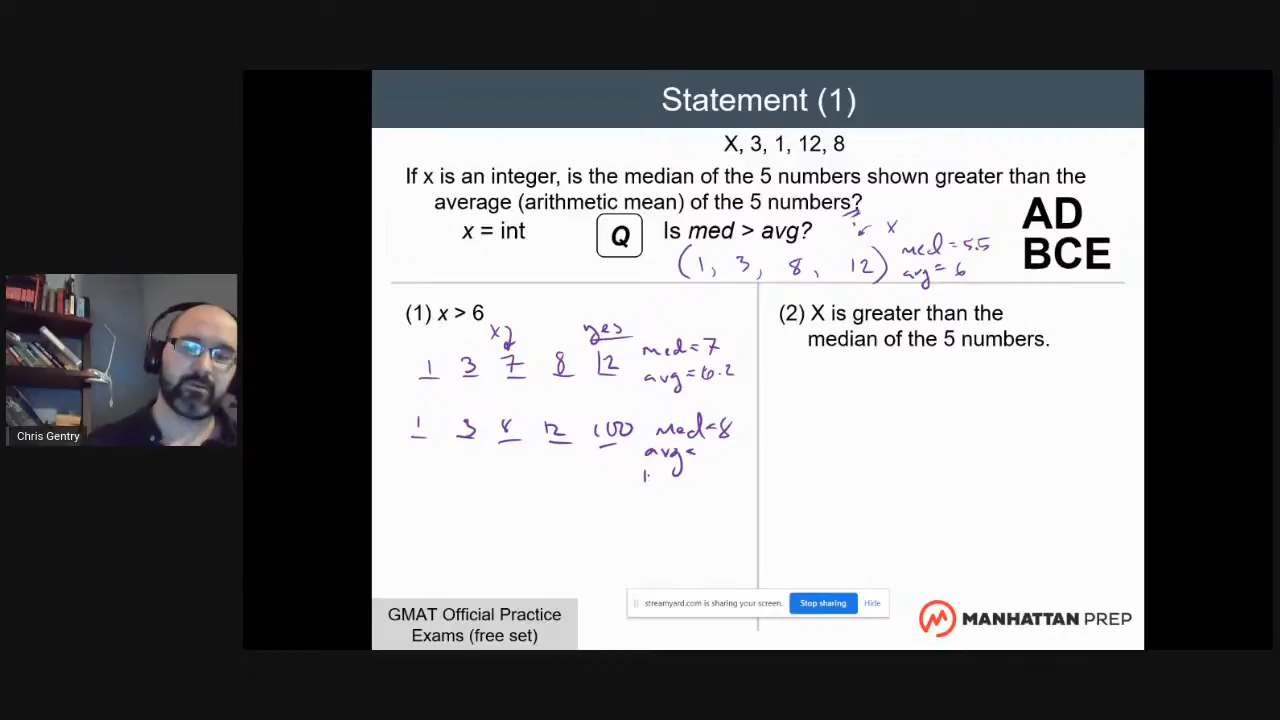 Statement (1)
X, 3, 1, 12, 8
If x is an integer, is the median of the 5 numbers shown greater than the
average (arithmetic mean) of the 5 numbers?
x = int
Q
Is med > avg?
x
(1, 3, 8, 12)
med = 5.5
avg = 6
AD
BCE
(1) x > 6
x
yes
1 3 7 8 12
med = 7
avg = 6.2
1 3 8 12 100
med = 8
avg =
(2) X is greater than the
median of the 5 numbers.
Chris Gentry
GMAT Official Practice
Exams (free set)
streamyard.com is sharing your screen.
Stop sharing
Hide
MANHATTAN PREP